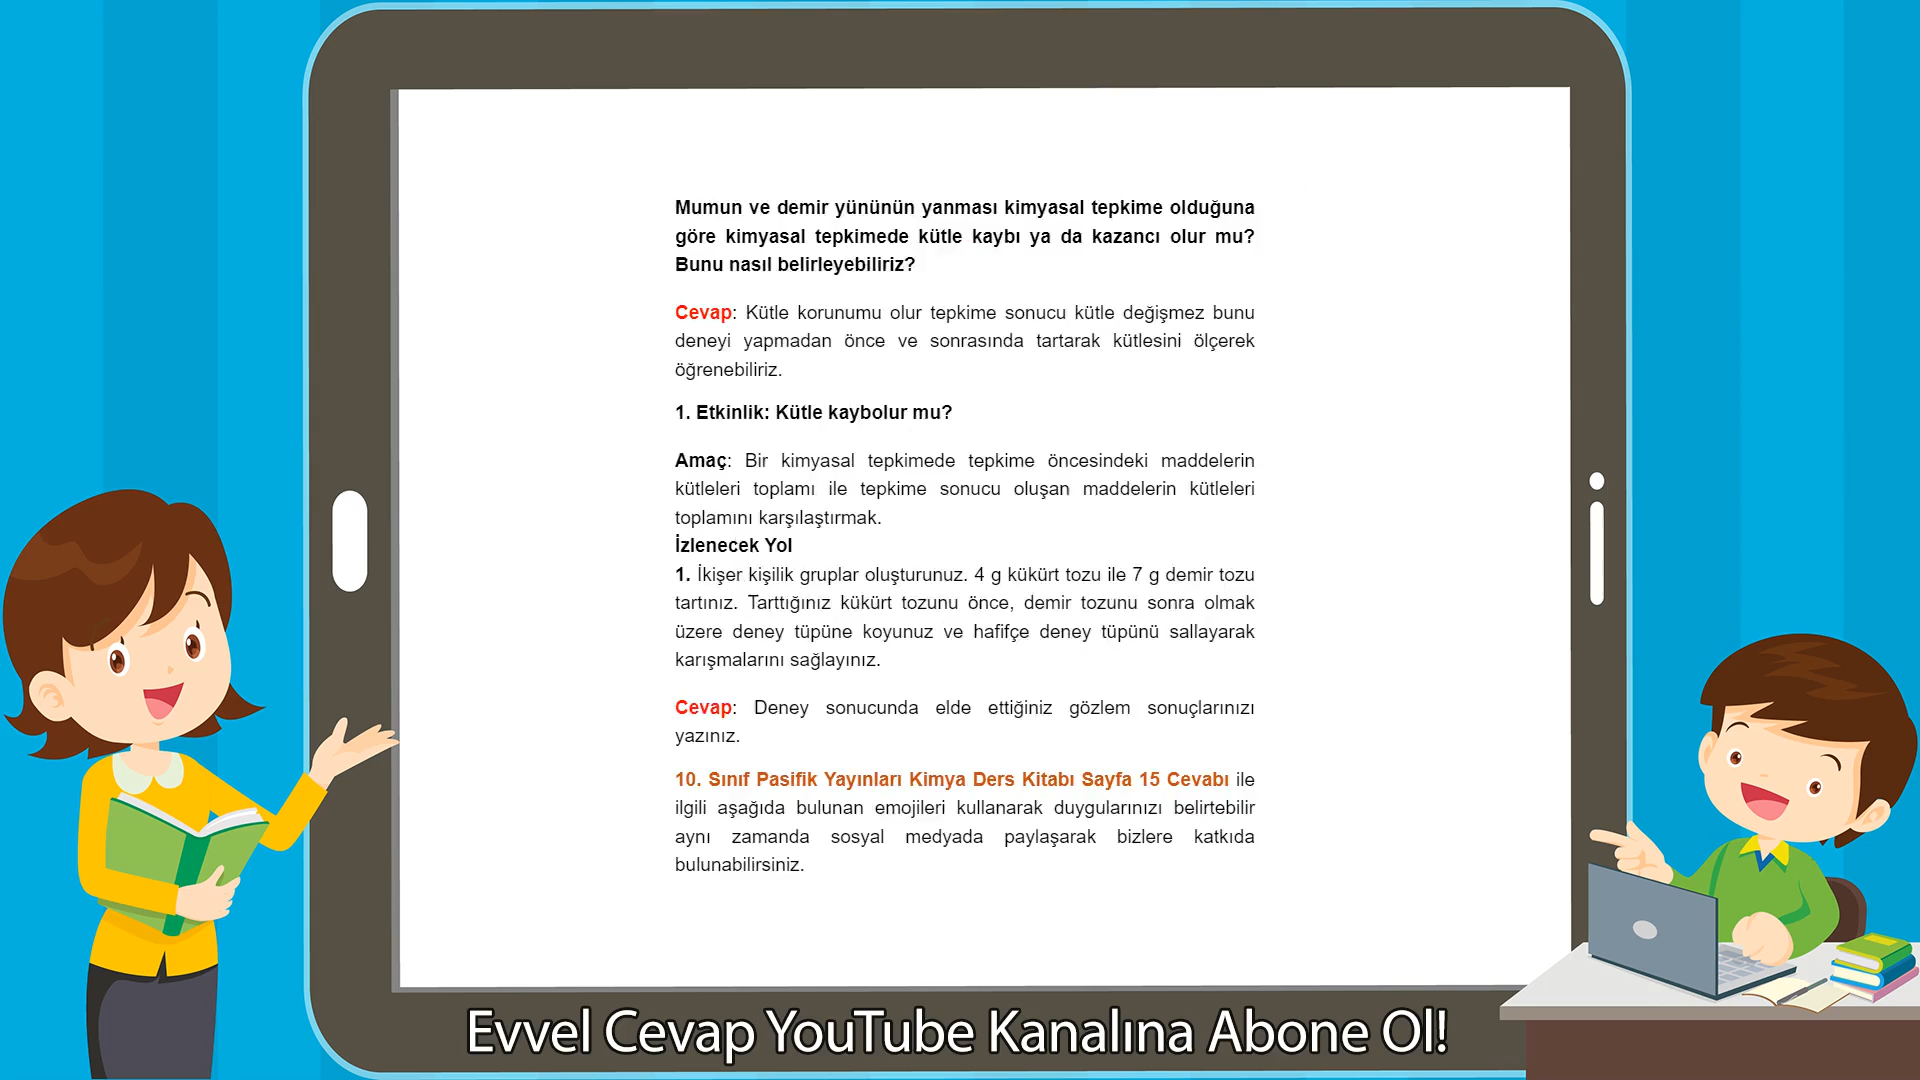 Mumun ve demir yününün yanması kimyasal tepkime olduğuna
göre kimyasal tepkimede kütle kaybı ya da kazancı olur mu?
Bunu nasıl belirleyebiliriz?
Cevap: Kütle korunumu olur tepkime sonucu kütle değişmez bunu
deneyi yapmadan önce ve sonrasında tartarak kütlesini ölçerek
öğrenebiliriz.
1. Etkinlik: Kütle kaybolur mu?
Amaç: Bir kimyasal tepkimede tepkime öncesindeki maddelerin
kütleleri toplamı ile tepkime sonucu oluşan maddelerin kütleleri
toplamını karşılaştırmak.
İzlenecek Yol
1. İkişer kişilik gruplar oluşturunuz. 4 g kükürt tozu ile 7 g demir tozu
tartınız. Tarttığınız kükürt tozunu önce, demir tozunu sonra olmak
üzere deney tüpüne koyunuz ve hafifçe deney tüpünü sallayarak
karışmalarını sağlayınız.
Cevap: Deney sonucunda elde ettiğiniz gözlem sonuçlarınızı
yazınız.
10. Sınıf Pasifik Yayınları Kimya Ders Kitabı Sayfa 15 Cevabı ile
ilgili aşağıda bulunan emojileri kullanarak duygularınızı belirtebilir
aynı zamanda sosyal medyada paylaşarak bizlere katkıda
bulunabilirsiniz.
Evvel Cevap YouTube Kanalına Abone Ol!